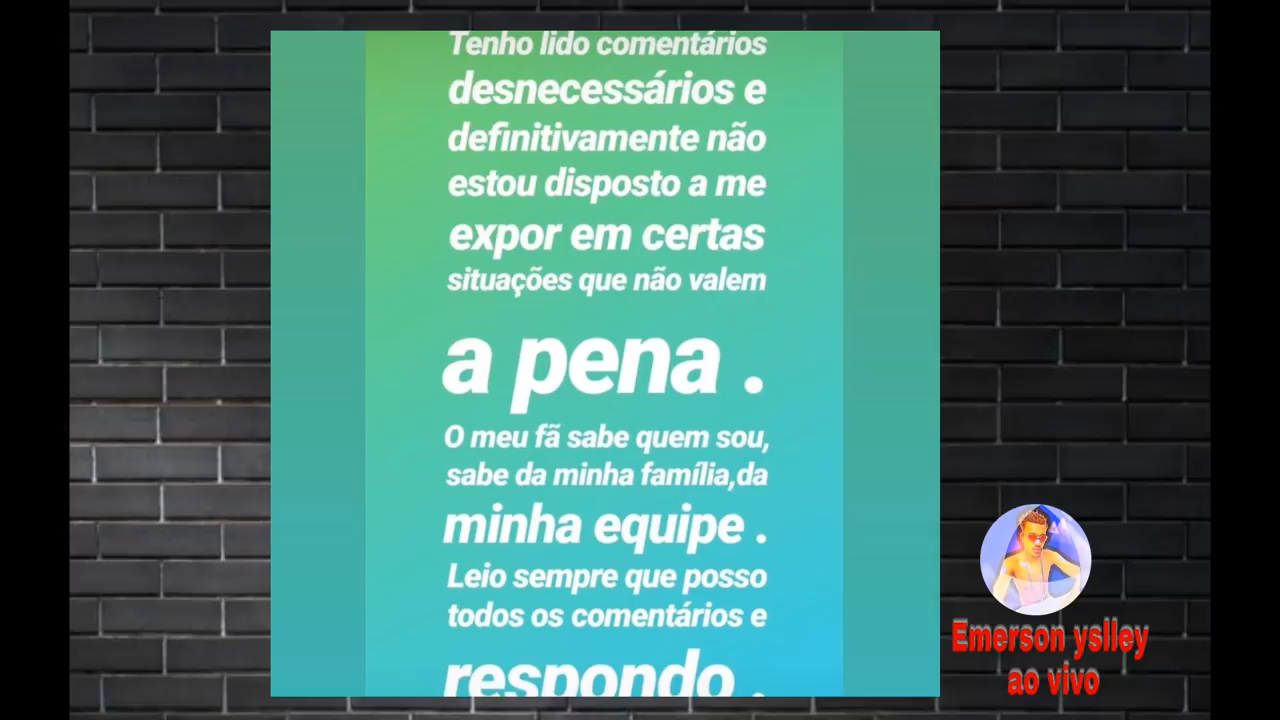 Tenho lido comentários
desnecessários e
definitivamente não
estou disposto a me
expor em certas
situações que não valem
a pena .
O meu fã sabe quem sou,
sabe da minha família,da
minha equipe .
Leio sempre que posso
todos os comentários e
respondo .
Emerson yslley
ao vivo